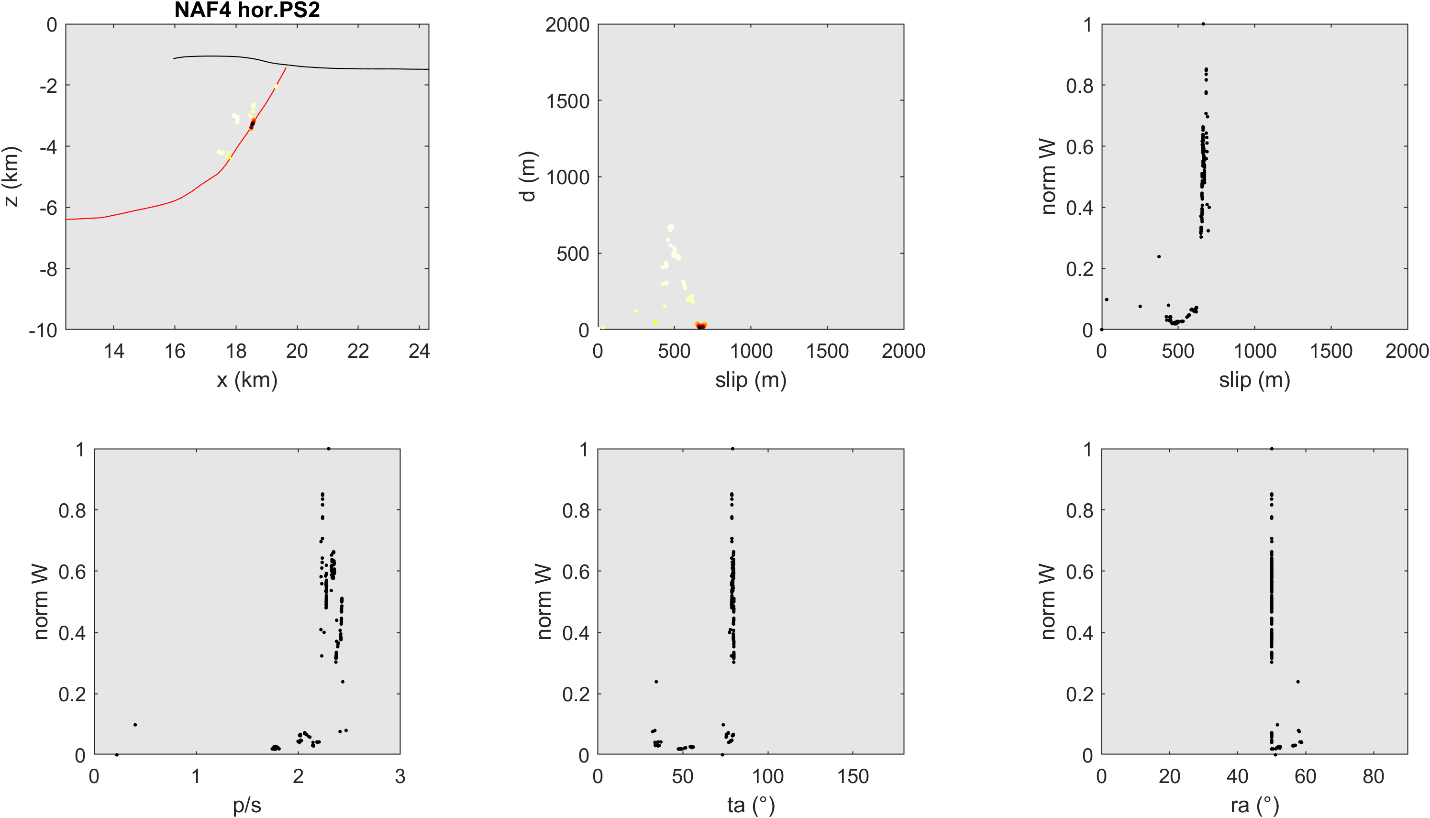 NAF4 hor.PS2
0
-2
-4
-6
-8
-10
z (km)
14 16 18 20 22 24
x (km)
2000
1500
1000
500
0
d (m)
0 500 1000 1500 2000
slip (m)
1
0.8
0.6
0.4
0.2
0
norm W
0 500 1000 1500 2000
slip (m)
1
0.8
0.6
0.4
0.2
0
norm W
0 1 2 3
p/s
1
0.8
0.6
0.4
0.2
0
norm W
0 50 100 150
ta (°)
1
0.8
0.6
0.4
0.2
0
norm W
0 20 40 60 80
ra (°)